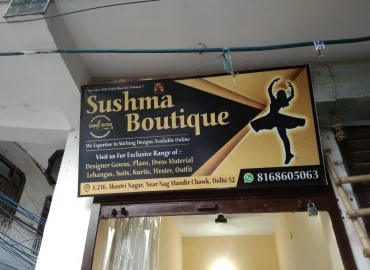 Sushma
Boutique
We Expertise In Stiching Designs Available Online
Visit us For Exclusive Range of :
Designer Gowns, Plazo, Dress Material
Lehangas, Suits, Kurtis, Wester, Outfit
1-216, Shastri Nagar, Near Nag Mandir Chowk, Delhi-52
8168605063